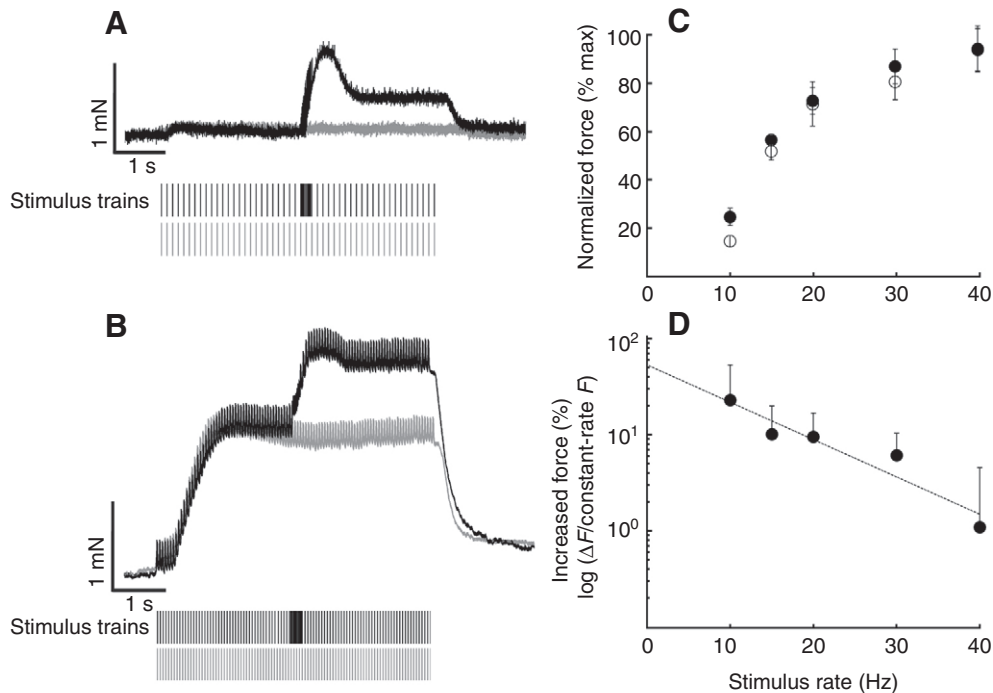 A
1 mN
1 s
Stimulus trains
B
1 mN
1 s
Stimulus trains
C
Normalized force (% max)
100
80
60
40
20
0
10
20
30
40
D
Increased force (%)
log (ΔF/constant-rate F)
10²
10¹
10⁰
0
10
20
30
40
Stimulus rate (Hz)